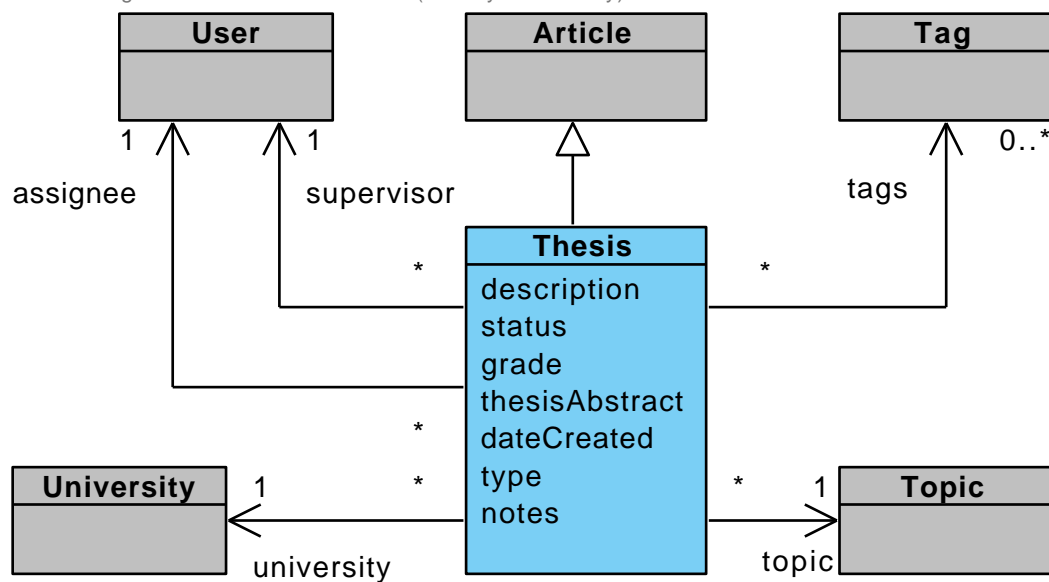 User
Article
Tag
1
1
0..*
assignee
supervisor
tags
Thesis
*
*
description
status
grade
thesisAbstract
dateCreated
type
notes
*
University
1
*
*
1
Topic
university
topic